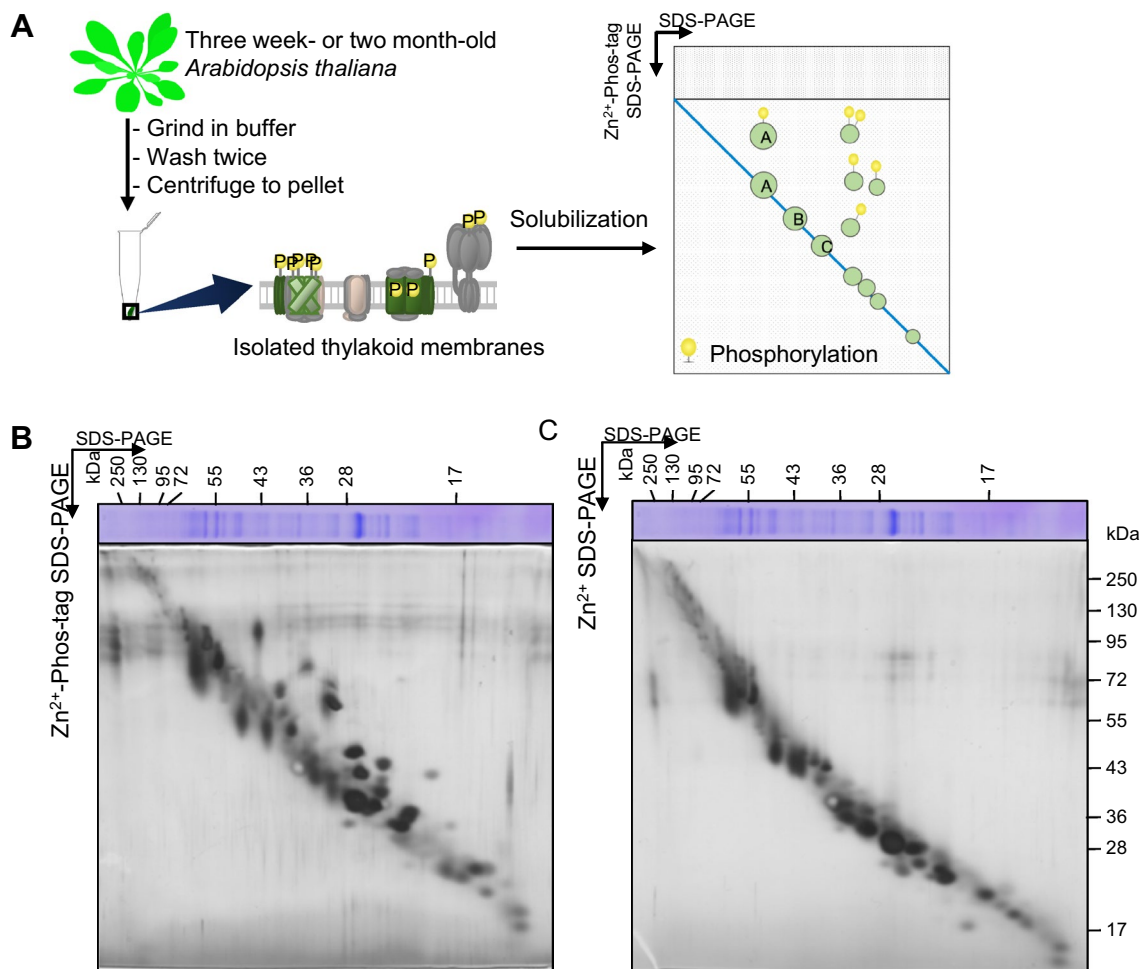 A
Three week- or two month-old
Arabidopsis thaliana
- Grind in buffer
- Wash twice
- Centrifuge to pellet
P P P P P P P P P P
Isolated thylakoid membranes
Solubilization
SDS-PAGE
Zn²⁺-Phos-tag
SDS-PAGE
A
A
B
C
Phosphorylation
B
SDS-PAGE
kDa 250 130 95 72 55 43 36 28 17
Zn²⁺-Phos-tag SDS-PAGE
C
SDS-PAGE
kDa 250 130 95 72 55 43 36 28 17
Zn²⁺ SDS-PAGE
kDa
250
130
95
72
55
43
36
28
17